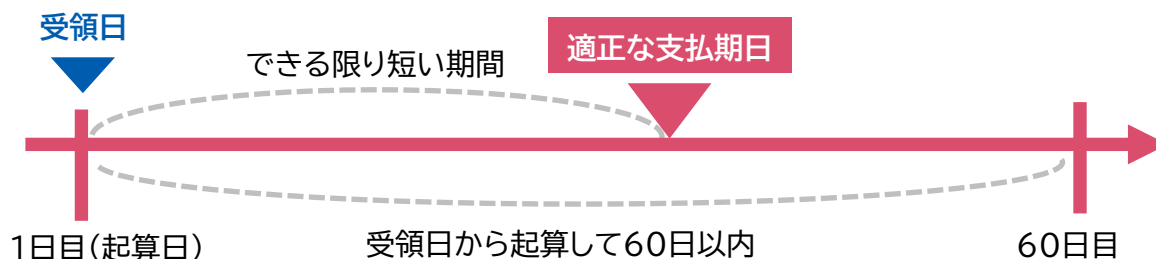 受領日
できる限り短い期間
適正な支払期日
1日目(起算日)
受領日から起算して60日以内
60日目